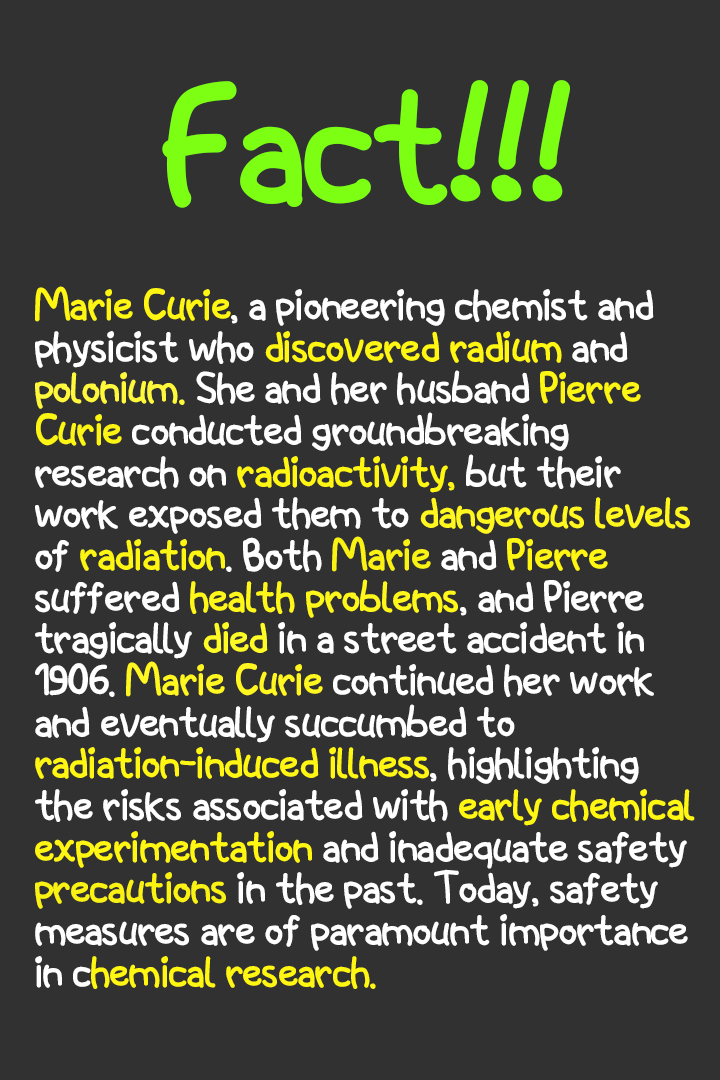 Fact!!!
Marie Curie, a pioneering chemist and
physicist who discovered radium and
polonium. She and her husband Pierre
Curie conducted groundbreaking
research on radioactivity, but their
work exposed them to dangerous levels
of radiation. Both Marie and Pierre
suffered health problems, and Pierre
tragically died in a street accident in
1906. Marie Curie continued her work
and eventually succumbed to
radiation-induced illness, highlighting
the risks associated with early chemical
experimentation and inadequate safety
precautions in the past. Today, safety
measures are of paramount importance
in chemical research.